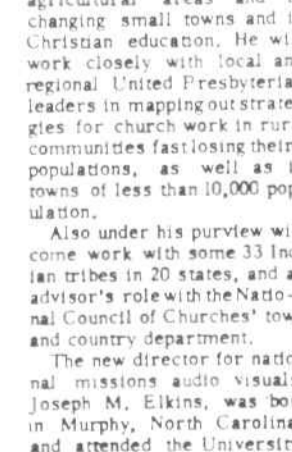 agricultural areas and
changing small towns and i
Christian education. He wi
work closely with local an
regional United Presbyteria
leaders in mapping out strate
gies for church work in rur
communities fast losing their
populations, as well as i
towns of less than 10,000 pop
ulation.
Also under his purview wi
come work with some 33 Ind
ian tribes in 20 states, and a
advisor's role with the Natio-
nal Council of Churches' tow
and country department.
The new director for natio
nal missions audio visuals
Joseph M. Elkins, was bo
in Murphy, North Carolina
and attended the Universit